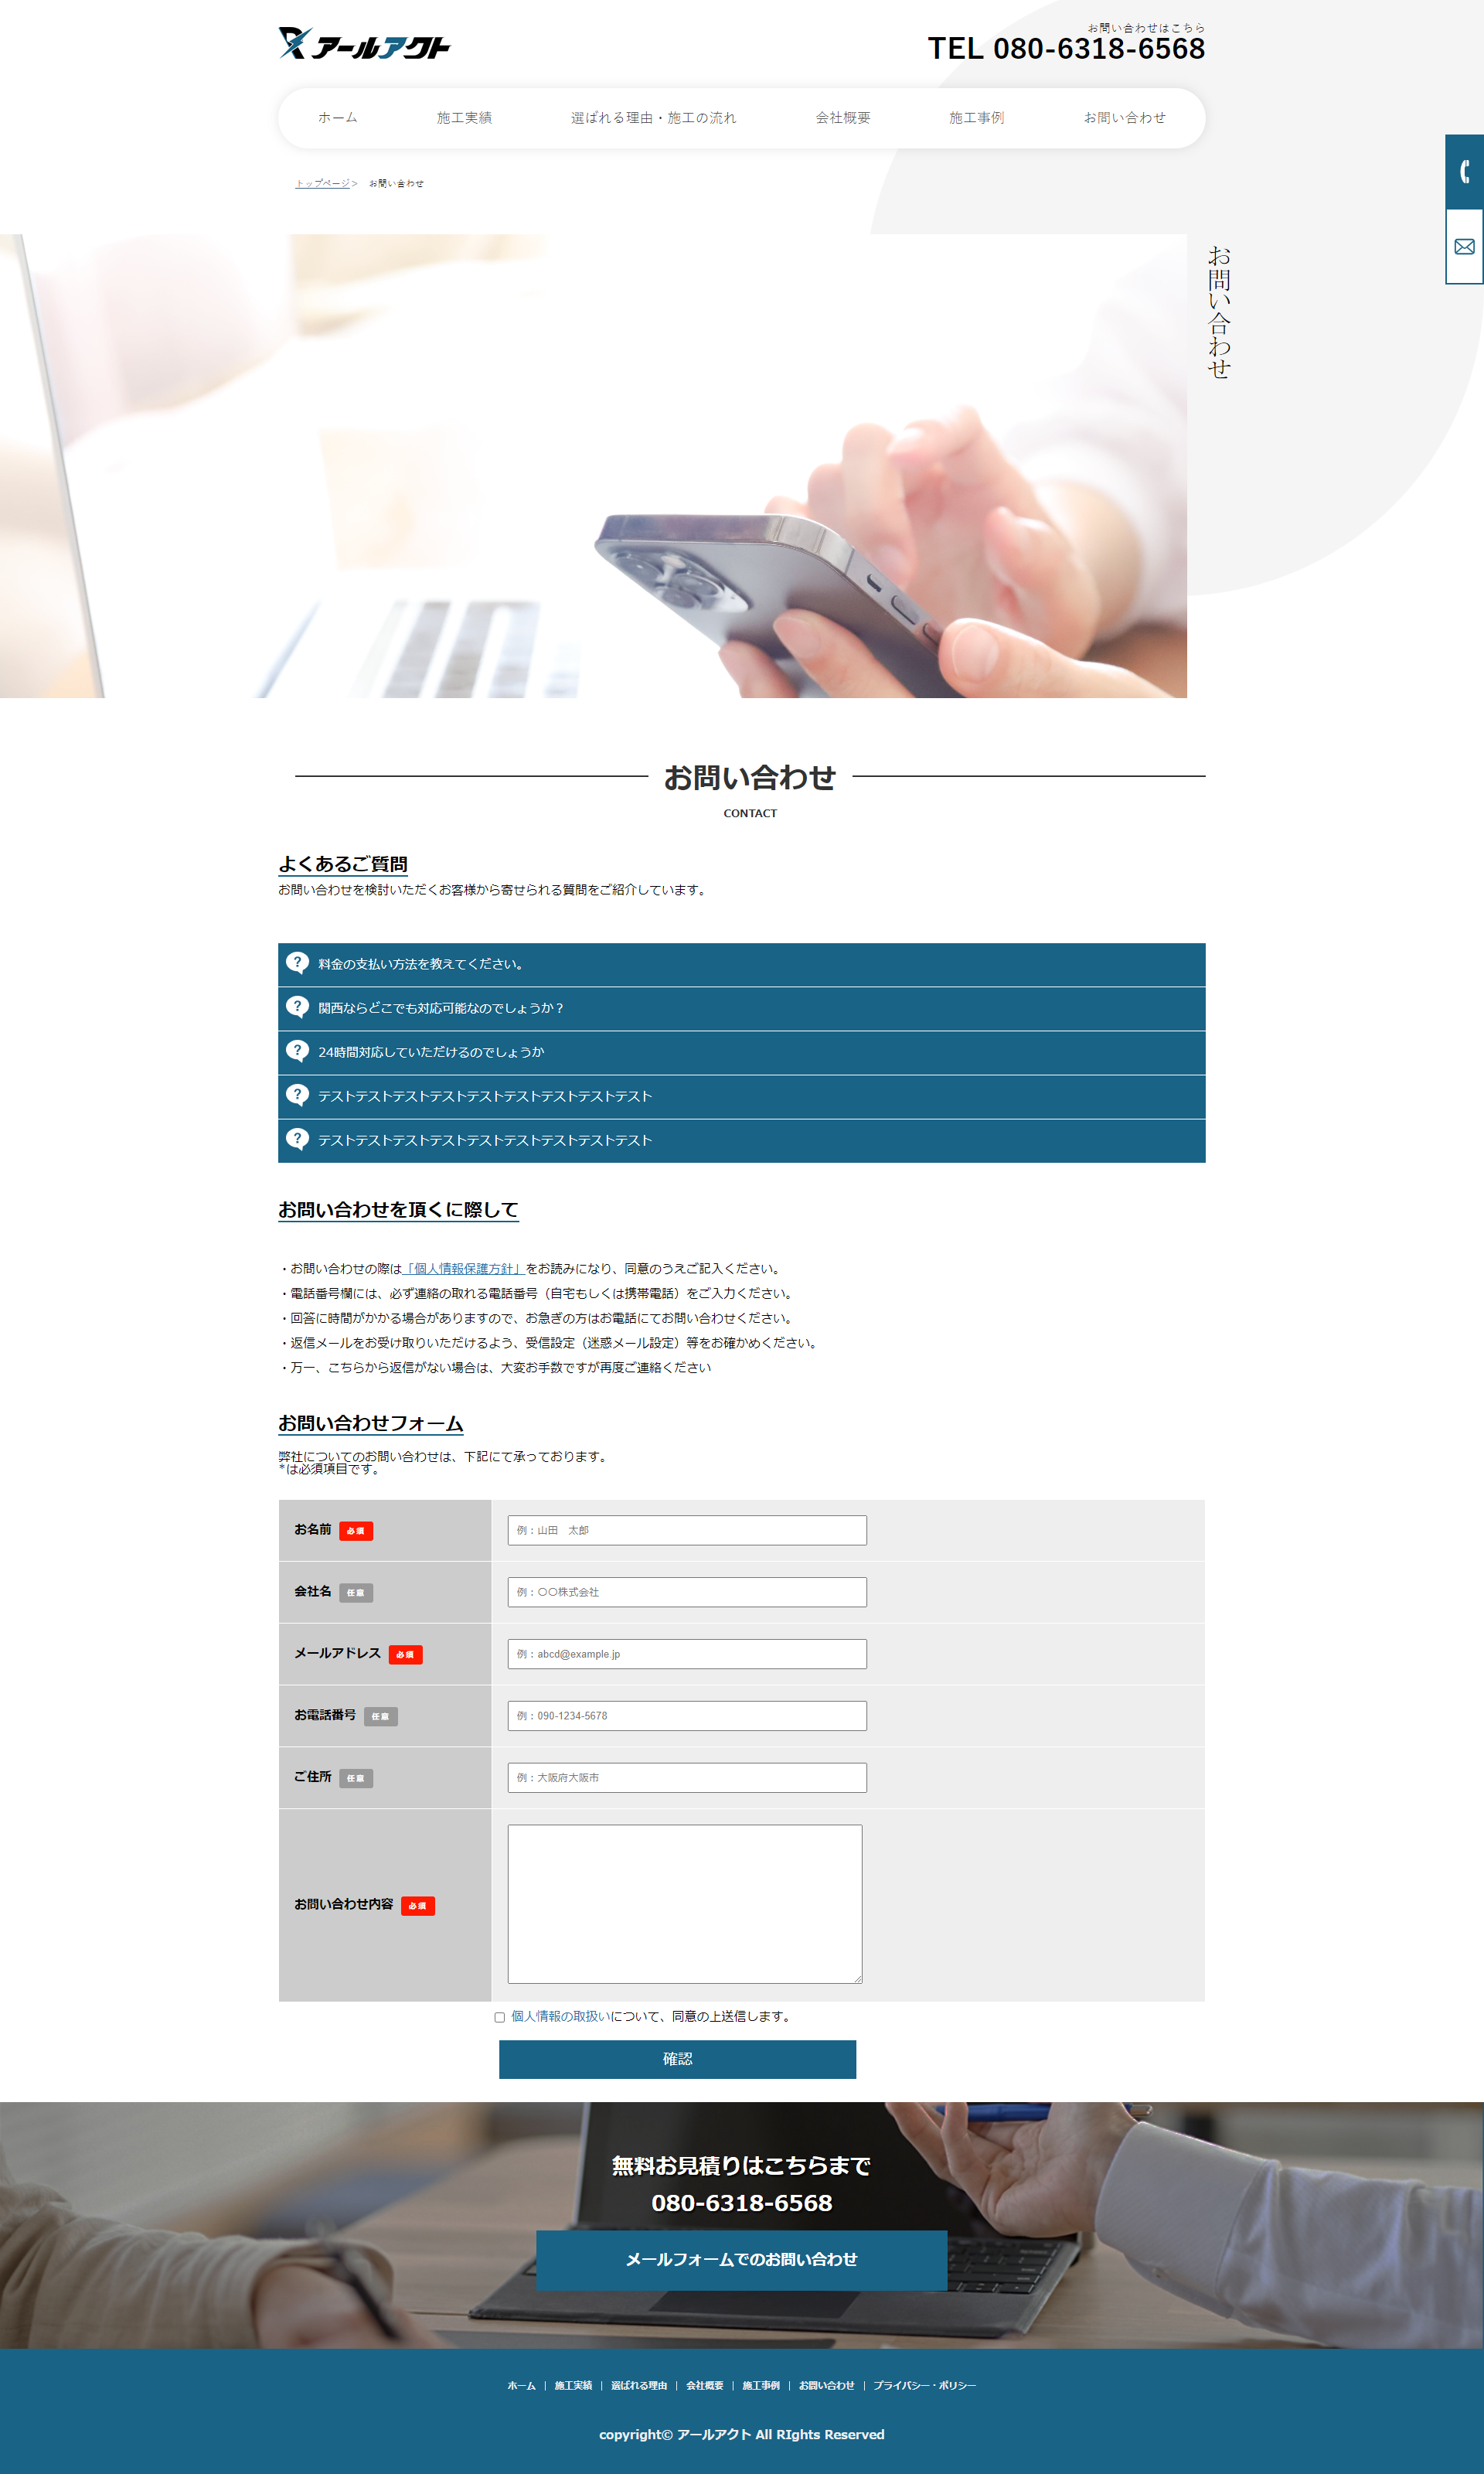 アールアクト
お問い合わせはこちら
TEL 080-6318-6568
ホーム 施工実績 選ばれる理由・施工の流れ 会社概要 施工事例 お問い合わせ
トップページ＞ お問い合わせ
お問い合わせ
お問い合わせ
CONTACT
よくあるご質問
お問い合わせを検討いただくお客様から寄せられる質問をご紹介しています。
? 料金の支払い方法を教えてください。
? 関西ならどこでも対応可能なのでしょうか？
? 24時間対応していただけるのでしょうか
? テストテストテストテストテストテストテストテストテスト
? テストテストテストテストテストテストテストテストテスト
お問い合わせを頂くに際して
・お問い合わせの際は「個人情報保護方針」をお読みになり、同意のうえご記入ください。
・電話番号欄には、必ず連絡の取れる電話番号（自宅もしくは携帯電話）をご入力ください。
・回答に時間がかかる場合がありますので、お急ぎの方はお電話にてお問い合わせください。
・返信メールをお受け取りいただけるよう、受信設定（迷惑メール設定）等をお確かめください。
・万一、こちらから返信がない場合は、大変お手数ですが再度ご連絡ください
お問い合わせフォーム
弊社についてのお問い合わせは、下記にて承っております。
*は必須項目です。
お名前 必須 例：山田　太郎
会社名 任意 例：〇〇株式会社
メールアドレス 必須 例：abcd@example.jp
お電話番号 任意 例：090-1234-5678
ご住所 任意 例：大阪府大阪市
お問い合わせ内容 必須
個人情報の取扱いについて、同意の上送信します。
確認
無料お見積りはこちらまで
080-6318-6568
メールフォームでのお問い合わせ
ホーム | 施工実績 | 選ばれる理由 | 会社概要 | 施工事例 | お問い合わせ | プライバシー・ポリシー
copyright© アールアクト All RIghts Reserved